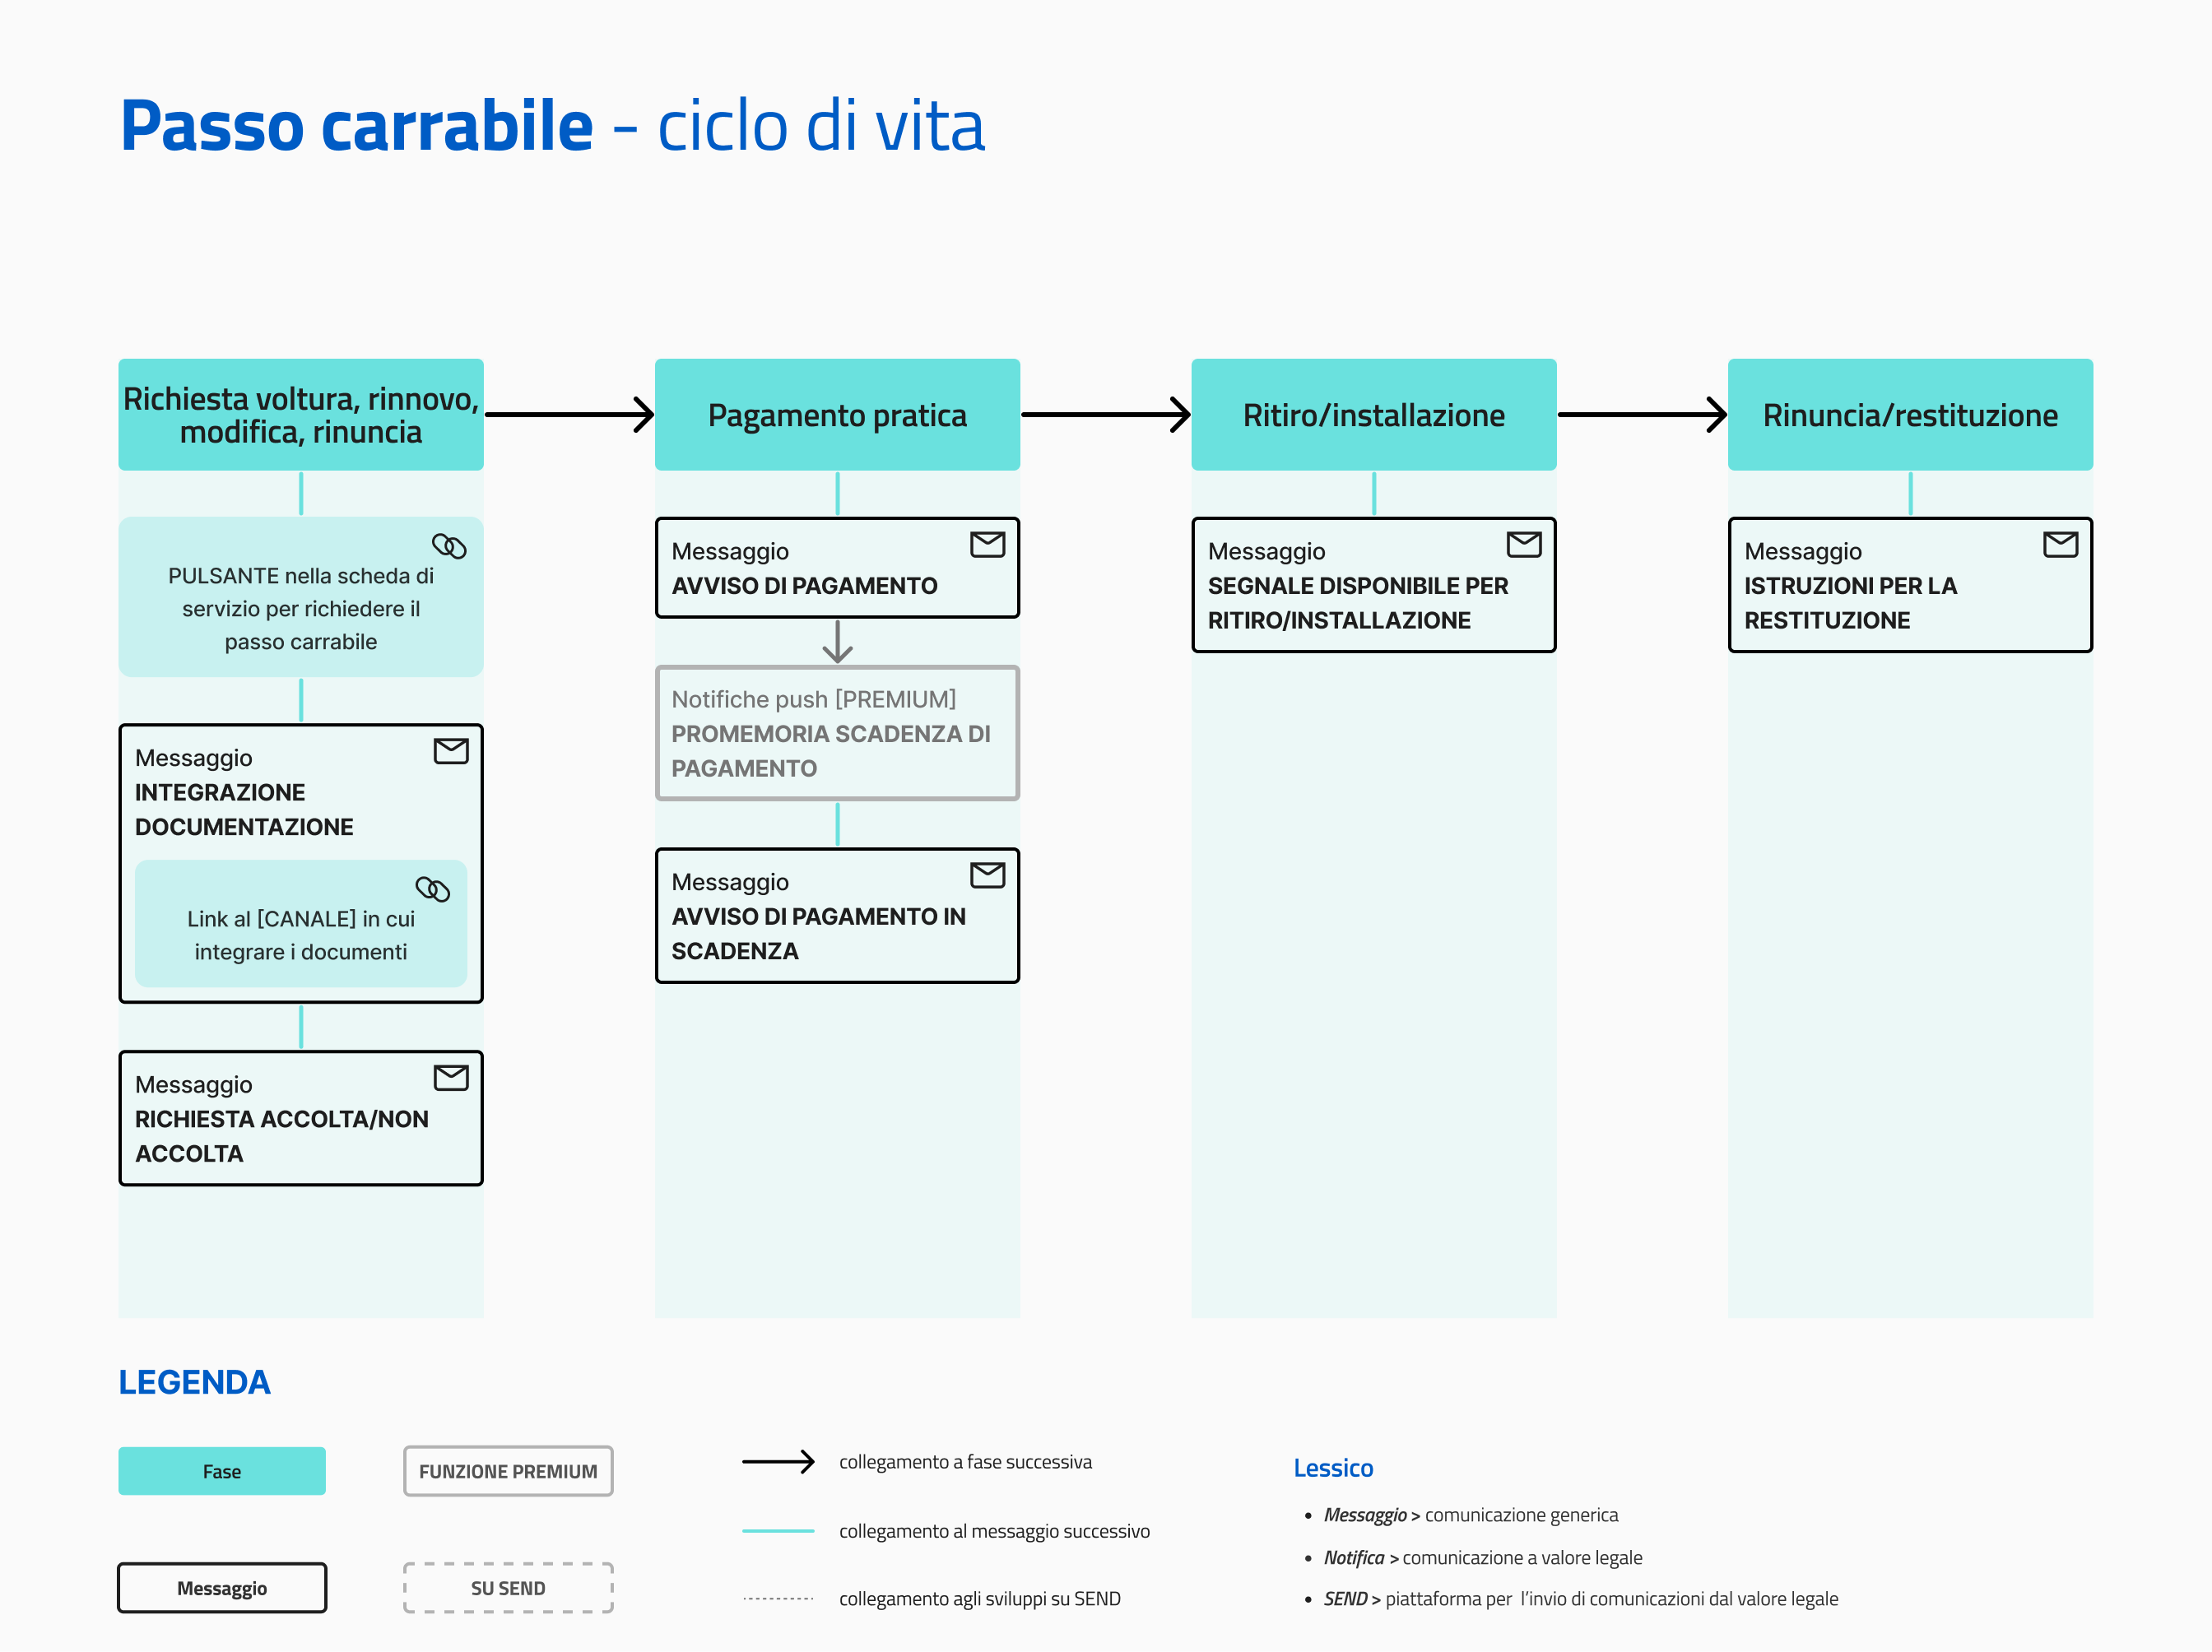 Passo carrabile - ciclo di vita
Richiesta voltura, rinnovo,
modifica, rinuncia
PULSANTE nella scheda di
servizio per richiedere il
passo carrabile
Messaggio
INTEGRAZIONE
DOCUMENTAZIONE
Link al [CANALE] in cui
integrare i documenti
Messaggio
RICHIESTA ACCOLTA/NON
ACCOLTA
Pagamento pratica
Messaggio
AVVISO DI PAGAMENTO
Notifiche push [PREMIUM]
PROMEMORIA SCADENZA DI
PAGAMENTO
Messaggio
AVVISO DI PAGAMENTO IN
SCADENZA
Ritiro/installazione
Messaggio
SEGNALE DISPONIBILE PER
RITIRO/INSTALLAZIONE
Rinuncia/restituzione
Messaggio
ISTRUZIONI PER LA
RESTITUZIONE
LEGENDA
Fase
Messaggio
FUNZIONE PREMIUM
SU SEND
collegamento a fase successiva
collegamento al messaggio successivo
collegamento agli sviluppi su SEND
Lessico
• Messaggio > comunicazione generica
• Notifica > comunicazione a valore legale
• SEND > piattaforma per l'invio di comunicazioni dal valore legale